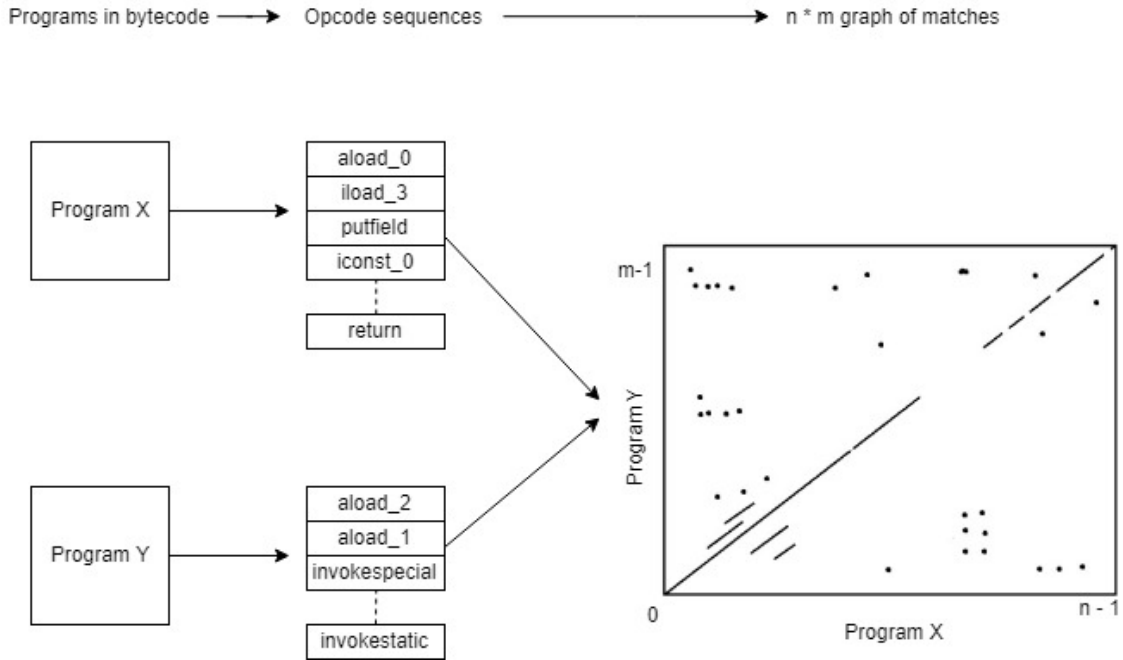 Programs in bytecode
Opcode sequences
n * m graph of matches
Program X
aload_0
iload_3
putfield
iconst_0
return
Program Y
aload_2
aload_1
invokespecial
invokestatic
m-1
Program Y
0
n - 1
Program X